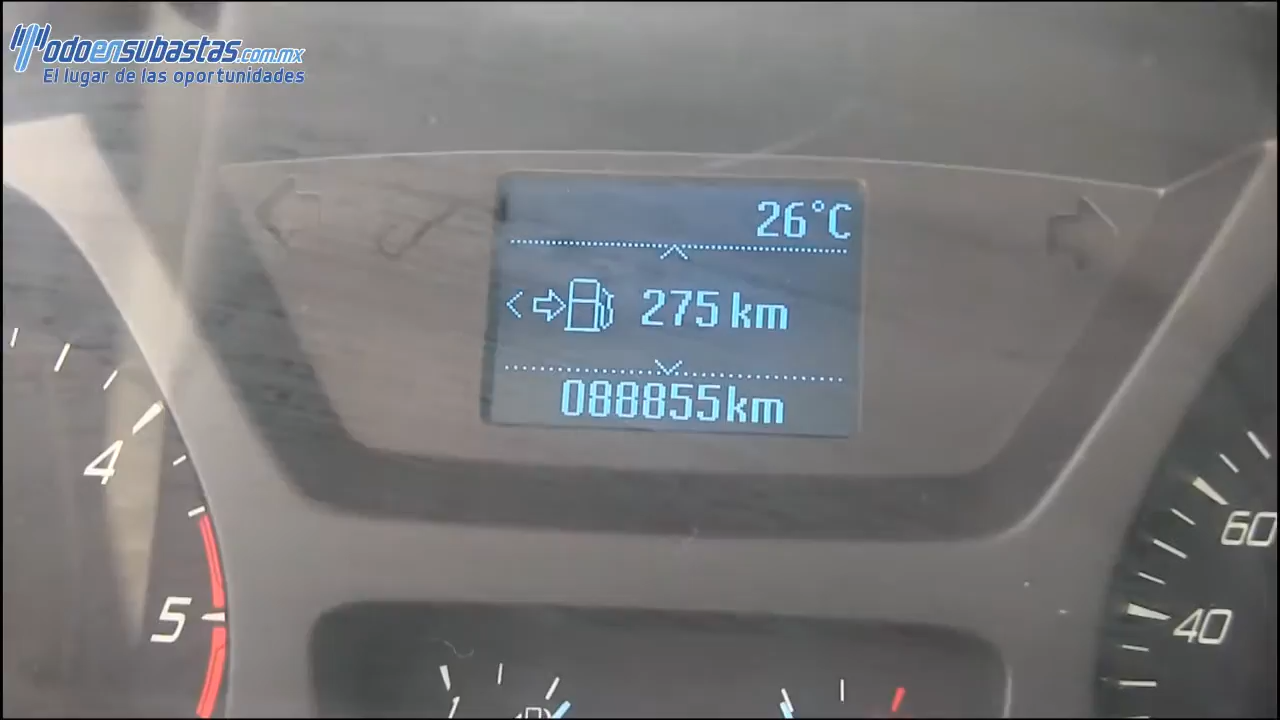 Todoensubastas.com.mx
El lugar de las oportunidades
26°C
275 km
088855km
4
5
60
40